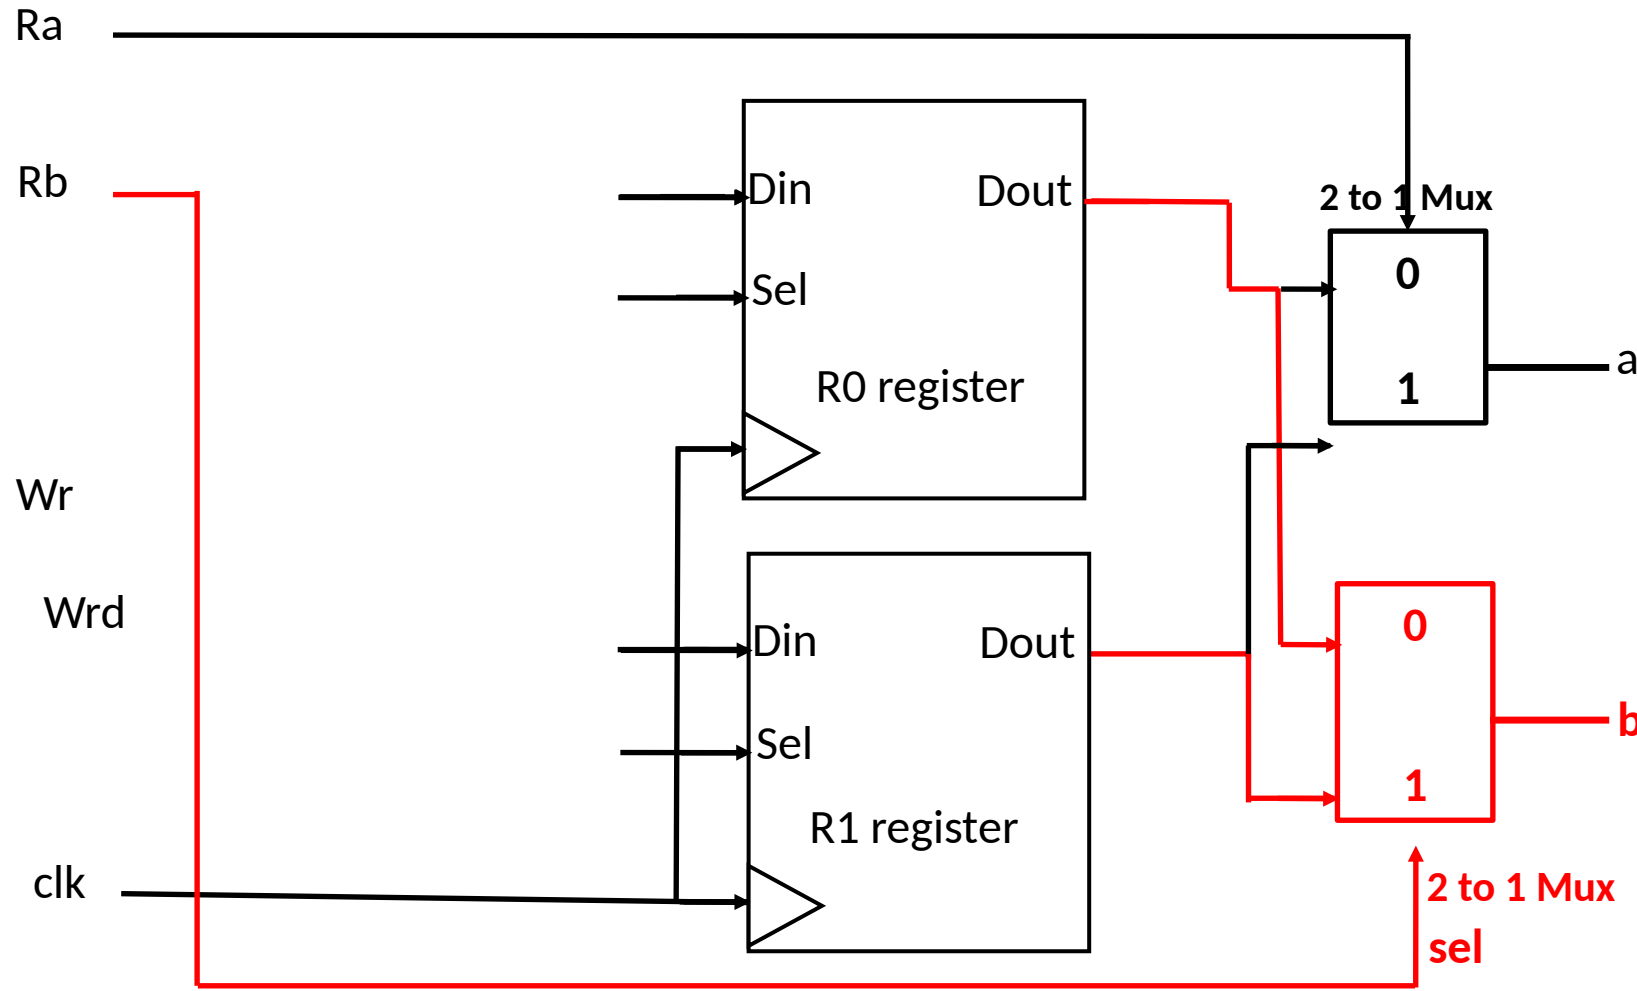 Ra
Rb
Din
Dout
2 to 1 Mux
0
Sel
a
R0 register
1
Wr
Wrd
0
Din
Dout
b
Sel
1
R1 register
clk
2 to 1 Mux
sel